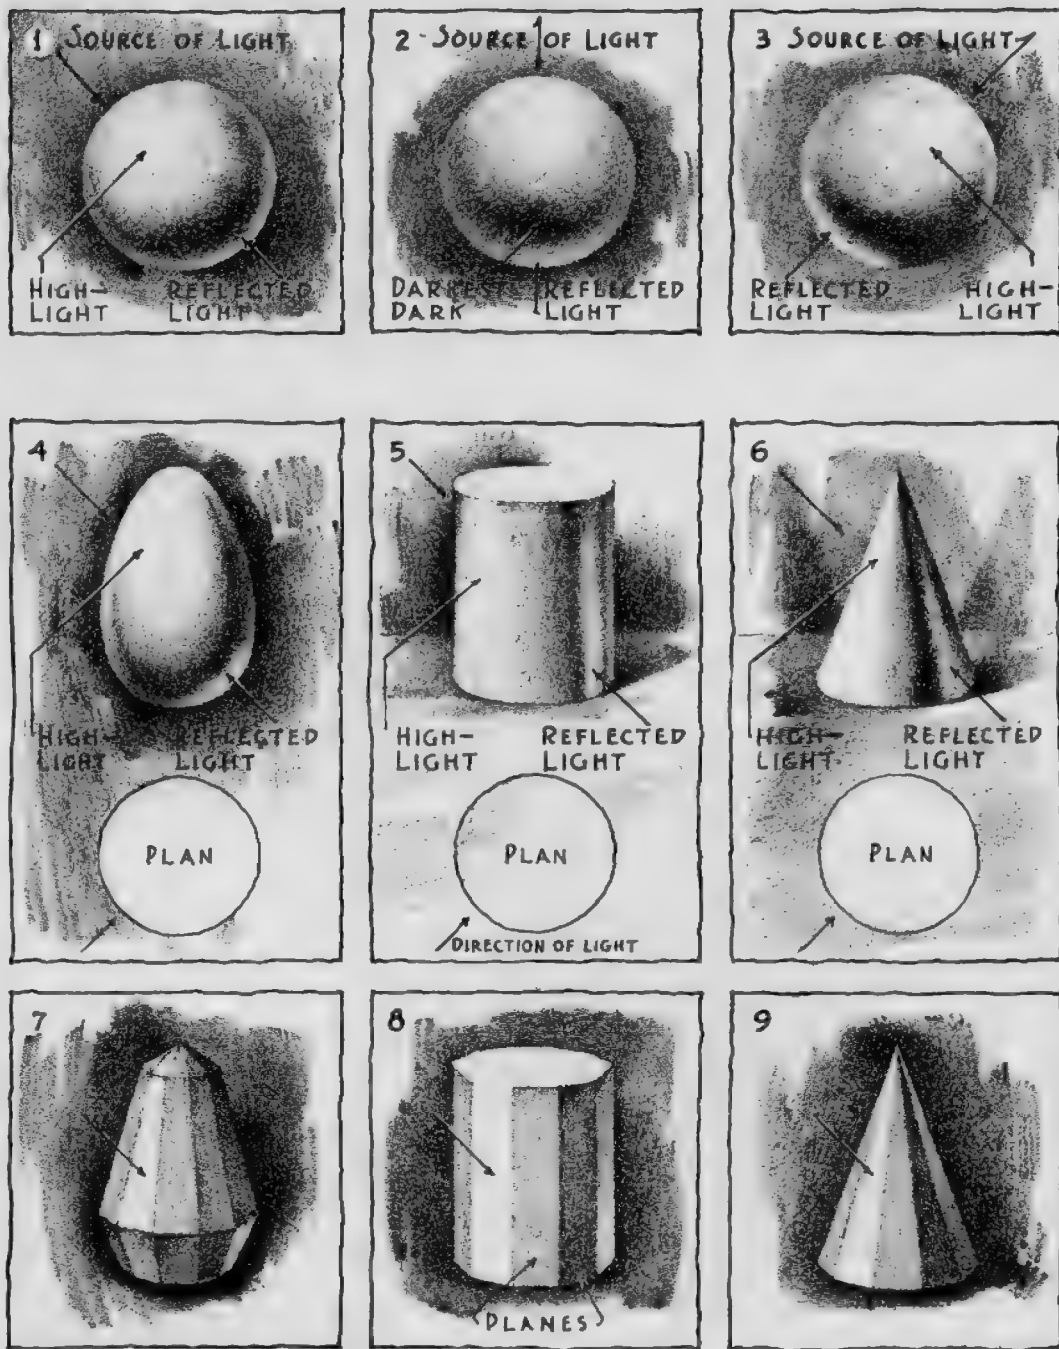 1 SOURCE OF LIGHT
HIGH-
LIGHT
REFLECTED
LIGHT
2 - SOURCE OF LIGHT
DARKEST
DARK
REFLECTED
LIGHT
3 SOURCE OF LIGHT
REFLECTED
LIGHT
HIGH-
LIGHT
4
HIGH-
LIGHT
REFLECTED
LIGHT
PLAN
5
HIGH-
LIGHT
REFLECTED
LIGHT
PLAN
DIRECTION OF LIGHT
6
HIGH-
LIGHT
REFLECTED
LIGHT
PLAN
7
8
PLANES
9